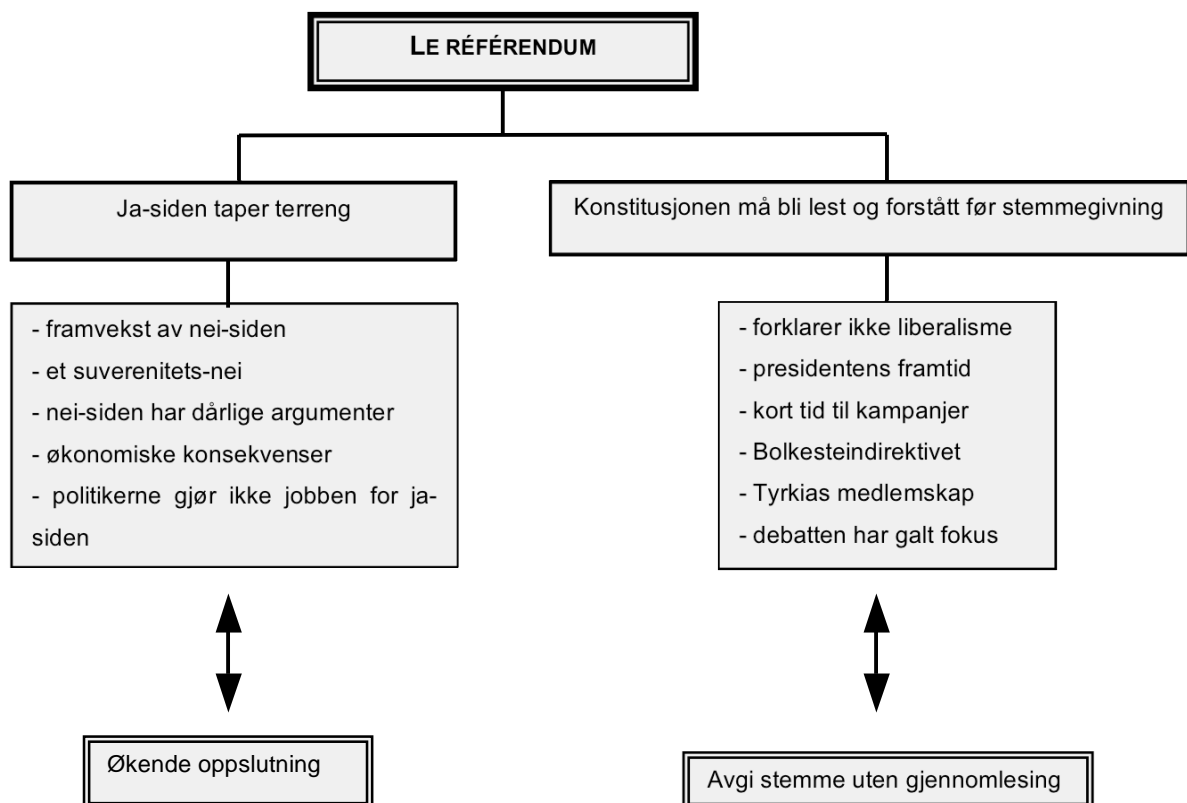 LE RÉFÉRENDUM
Ja-siden taper terreng
Konstitusjonen må bli lest og forstått før stemmegivning
- framvekst av nei-siden
- et suverenitets-nei
- nei-siden har dårlige argumenter
- økonomiske konsekvenser
- politikerne gjør ikke jobben for ja-
siden
- forklarer ikke liberalisme
- presidentens framtid
- kort tid til kampanjer
- Bolkesteindirektivet
- Tyrkias medlemskap
- debatten har galt fokus
Økende oppslutning
Avgi stemme uten gjennomlesing